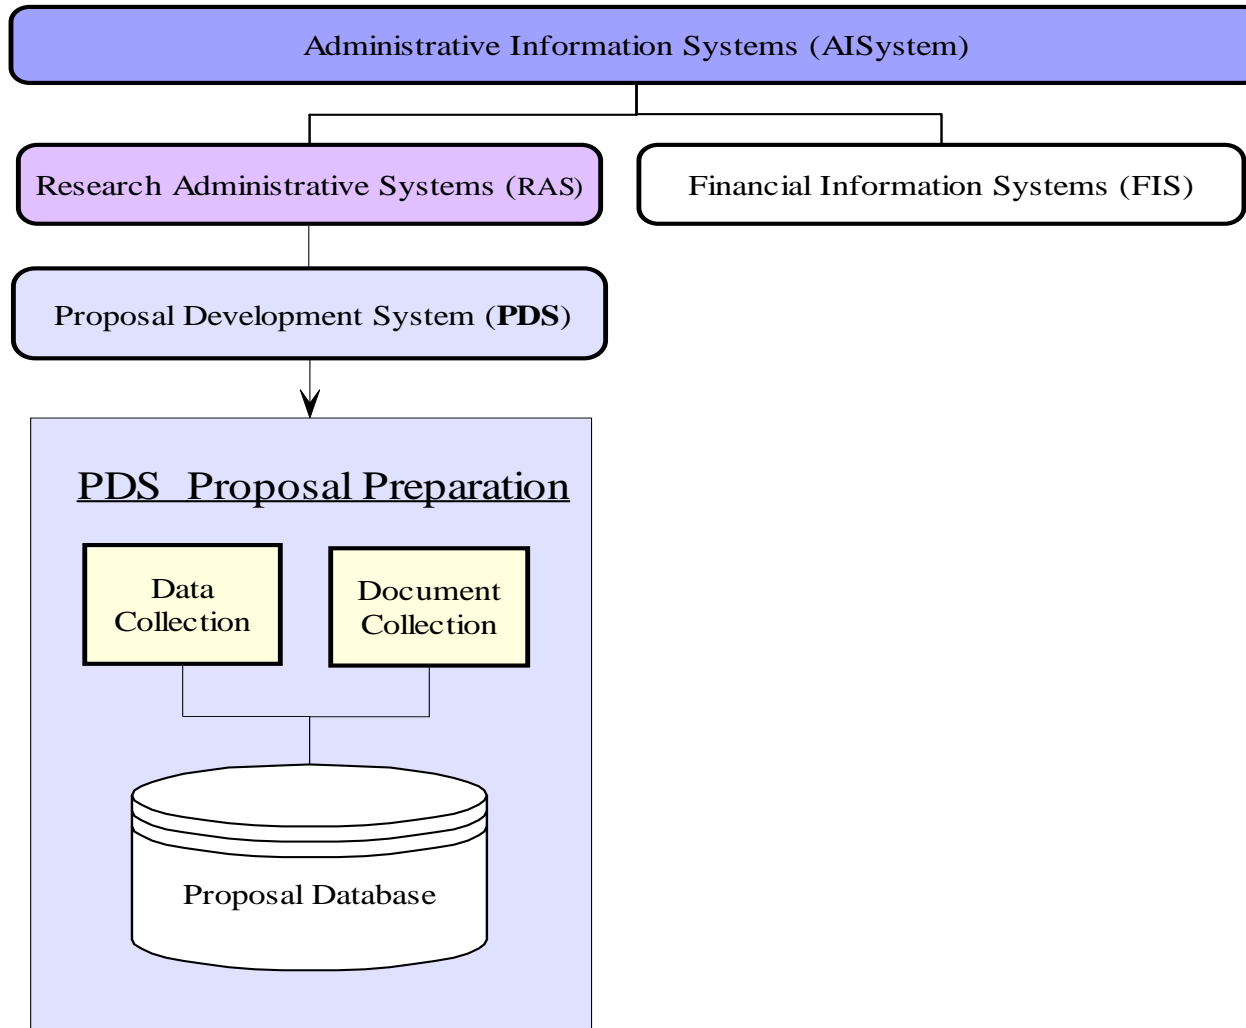 Administrative Information Systems (AISystem)
Research Administrative Systems (RAS)
Financial Information Systems (FIS)
Proposal Development System (PDS)
PDS  Proposal Preparation
Data
Collection
Document
Collection
Proposal Database